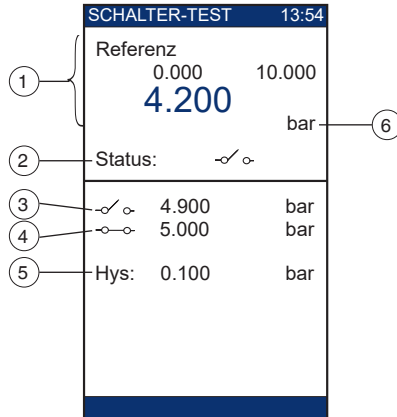 SCHALTER-TEST 13:54
Referenz
0.000 10.000
1 4.200
bar 6
2 Status:
3 4.900 bar
4 5.000 bar
5 Hys: 0.100 bar